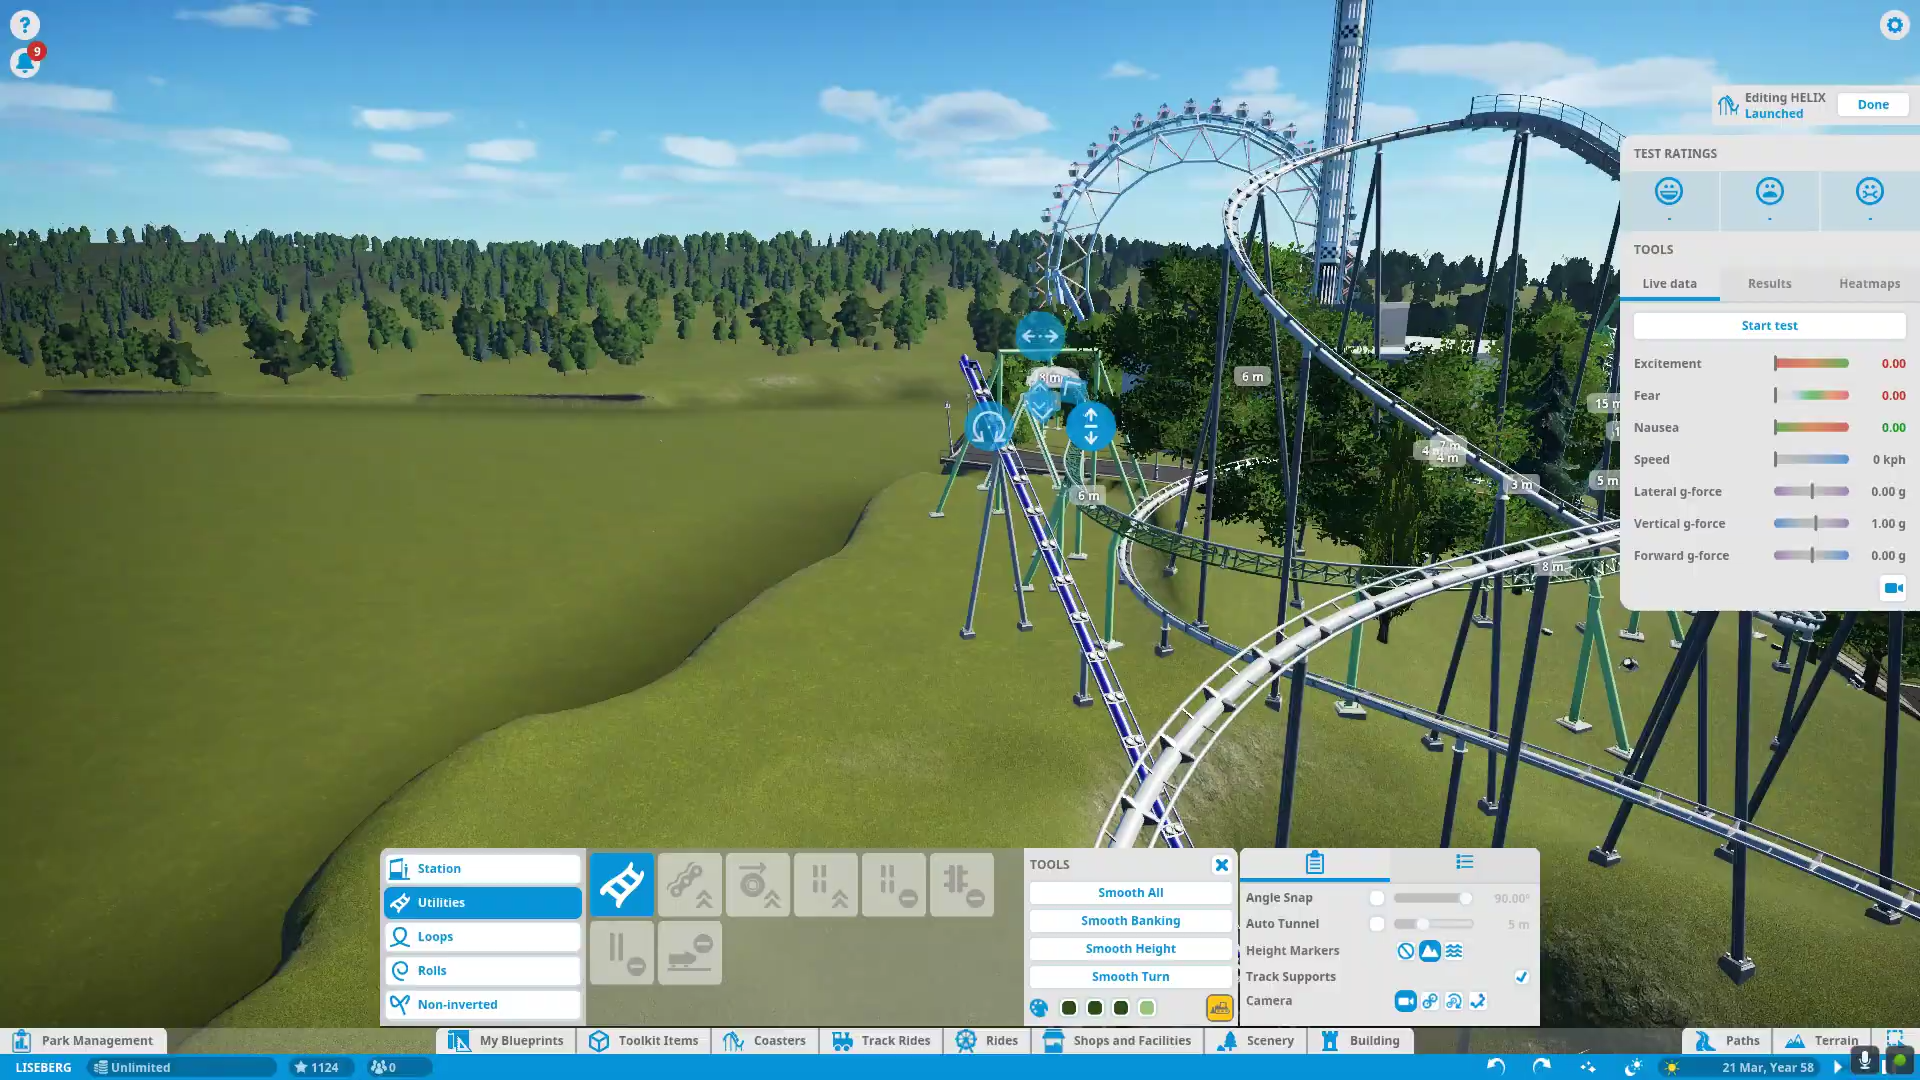 ?
9
Editing HELIX
Launched
Done
TEST RATINGS
- - -
TOOLS
Live data Results Heatmaps
Start test
Excitement 0.00
Fear 0.00
Nausea 0.00
Speed 0 kph
Lateral g-force 0.00 g
Vertical g-force 1.00 g
Forward g-force 0.00 g
8 m
6 m
15 m
7 m
4 m
3 m
5 m
6 m
8 m
Station
Utilities
Loops
Rolls
Non-inverted
TOOLS
Smooth All
Smooth Banking
Smooth Height
Smooth Turn
Angle Snap 90.00°
Auto Tunnel 5 m
Height Markers
Track Supports
Camera
Park Management
My Blueprints
Toolkit Items
Coasters
Track Rides
Rides
Shops and Facilities
Scenery
Building
Paths
Terrain
LISEBERG Unlimited 1124 0 21 Mar, Year 58